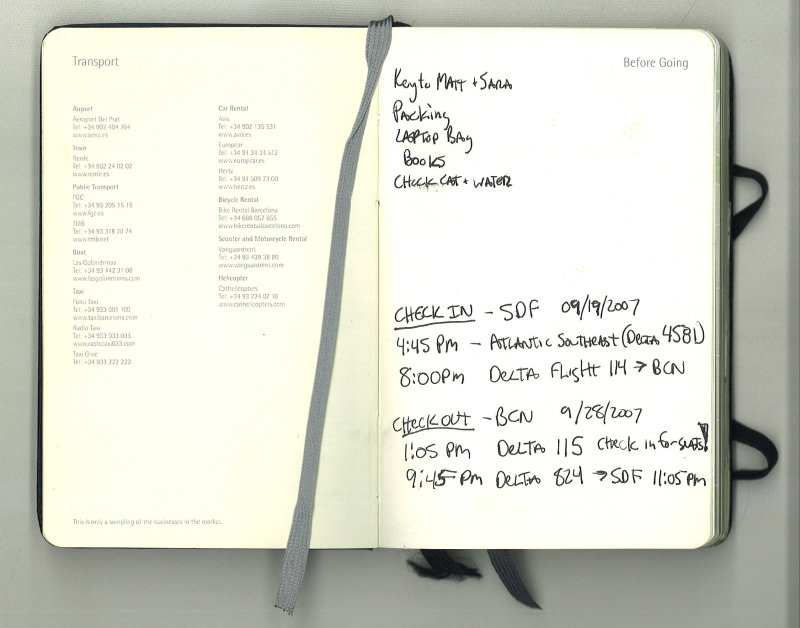 Transport
Airport
Aeroport Del Prat
Tel: +34 902 404 704
www.aena.es
Train
Renfe
Tel: +34 902 24 02 02
www.renfe.es
Public Transport
FGC
Tel: +34 93 205 15 15
www.fgc.es
TMB
Tel: +34 93 318 70 74
www.tmb.net
Boat
Las Golondrinas
Tel: +34 93 442 31 06
www.lasgolondrinas.com
Taxi
Fono Taxi
Tel: +34 933 001 100
www.taxibarcelona.com
Radio Taxi
Tel: +34 933 033 033
www.radiotaxi033.com
Taxi Groc
Tel: +34 933 222 222
Car Rental
Avis
Tel: +34 902 135 531
www.avis.es
Europcar
Tel: +34 91 34 34 512
www.europcar.es
Hertz
Tel: +34 91 509 73 00
www.hertz.es
Bicycle Rental
Bike Rental Barcelona
Tel: +34 666 057 655
www.bikerentalbarcelona.com
Scooter and Motorcycle Rental
Vanguardrent
Tel: +34 93 439 38 80
www.vanguardrent.com
Helicopter
Cathelicopters
Tel: +34 93 224 07 10
www.cathelicopters.com
This is only a sampling of the businesses in the market.
Before Going
Key to Matt + Sara
Packing
Laptop Bag
Books
Check Cat + Water
CHECK IN - SDF 09/19/2007
4:45 PM - Atlantic Southeast (Delta 4581)
8:00PM Delta Flight 114 → BCN
CHECK OUT - BCN 9/28/2007
1:05 PM Delta 115 Check in for seats!
9:45 PM Delta 824 → SDF 11:05 PM